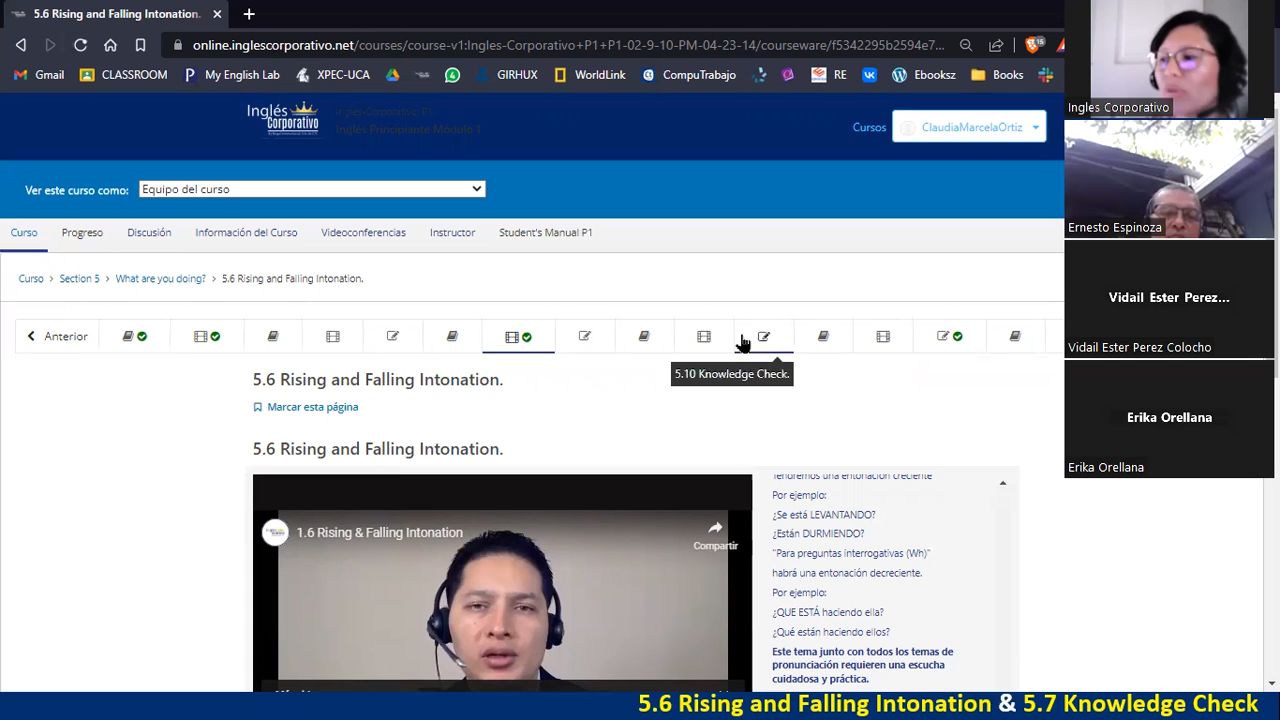 5.6 Rising and Falling Intonation.
online.inglescorporativo.net/courses/course-v1:Ingles-Corporativo+P1+P1-02-9-10-PM-04-23-14/courseware/f5342295b2594e7...
15
Gmail
CLASSROOM
My English Lab
XPEC-UCA
GIRHUX
WorldLink
CompuTrabajo
RE
Ebooksz
Books
Inglés
Corporativo
Inglés Corporativo P1
Inglés Principiante Módulo 1
Cursos
ClaudiaMarcelaOrtiz
Ver este curso como:
Equipo del curso
Curso
Progreso
Discusión
Información del Curso
Videoconferencias
Instructor
Student's Manual P1
Curso > Section 5 > What are you doing? > 5.6 Rising and Falling Intonation.
Anterior
5.10 Knowledge Check.
5.6 Rising and Falling Intonation.
Marcar esta página
5.6 Rising and Falling Intonation.
1.6 Rising & Falling Intonation
Compartir
Tendremos una entonación creciente
Por ejemplo:
¿Se está LEVANTANDO?
¿Están DURMIENDO?
"Para preguntas interrogativas (Wh)"
habrá una entonación decreciente.
Por ejemplo:
¿QUE ESTÁ haciendo ella?
¿Qué están haciendo ellos?
Este tema junto con todos los temas de
pronunciación requieren una escucha
cuidadosa y práctica.
Ingles Corporativo
Ernesto Espinoza
Vidail Ester Perez...
Vidail Ester Perez Colocho
Erika Orellana
Erika Orellana
5.6 Rising and Falling Intonation & 5.7 Knowledge Check